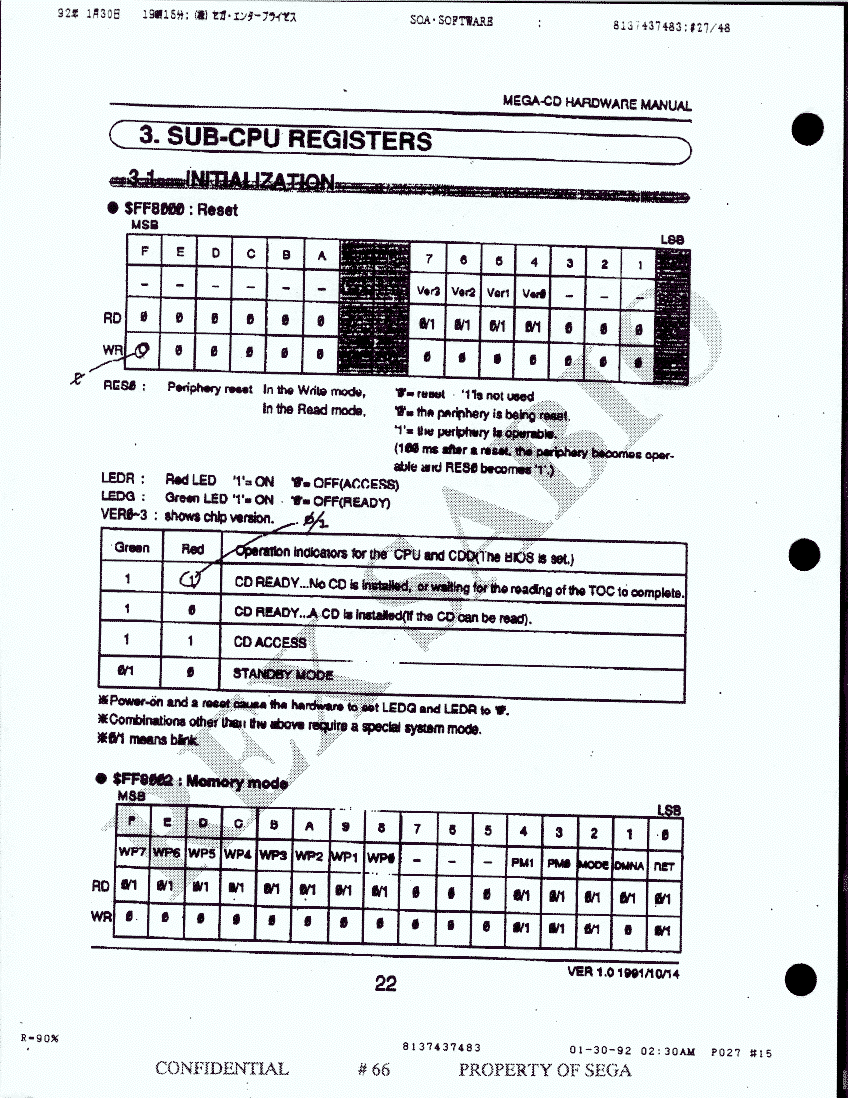 92年 1月30日 19時15分; (株) セガ・エンタープライゼス SOA·SOFTWARE : 8137437483;#27/48
MEGA-CD HARDWARE MANUAL
3. SUB-CPU REGISTERS
3-1 INITIALIZATION
● $FF8000 : Reset
MSB LSB
F E D C B A 7 6 5 4 3 2 1
– – – – – – Ver3 Ver2 Ver1 Ver0 – – –
RD 0 0 0 0 0 0 0/1 0/1 0/1 0/1 0 0 0
WR 0 0 0 0 0 0 0 0 0 0 0 0 0
RES0 : Periphery reset In the Write mode, '0'= reset '1'is not used
In the Read mode, '0'= the periphery is being reset.
'1'= the periphery is operable.
(100 ms after a reset, the periphery becomes oper-
able and RES0 becomes '1'.)
LEDR : Red LED '1'= ON '0'= OFF(ACCESS)
LEDG : Green LED '1'= ON · '0'= OFF(READY)
VER0~3 : shows chip version. 0/1
Green Red Operation indicators for the CPU and CDD(The BIOS is set.)
1 1 CD READY...No CD is installed, or waiting for the reading of the TOC to complete.
1 0 CD READY...A CD is installed(if the CD can be read).
1 1 CD ACCESS
0/1 0 STANDBY MODE
※Power-on and a reset cause the hardware to set LEDG and LEDR to '0'.
※Combinations other than the above require a special system mode.
※0/1 means blink.
● $FF8002 : Memory mode
MSB LSB
F E D C B A 9 8 7 6 5 4 3 2 1 0
WP7 WP6 WP5 WP4 WP3 WP2 WP1 WP0 – – – PM1 PM0 MODE DMNA RET
RD 0/1 0/1 0/1 0/1 0/1 0/1 0/1 0/1 0 0 0 0/1 0/1 0/1 0/1 0/1
WR 0 0 0 0 0 0 0 0 0 0 0 0/1 0/1 0/1 0 0/1
22
VER 1.0 1991/10/14
R=90%
8137437483 01-30-92 02:30AM P027 #15
CONFIDENTIAL # 66 PROPERTY OF SEGA